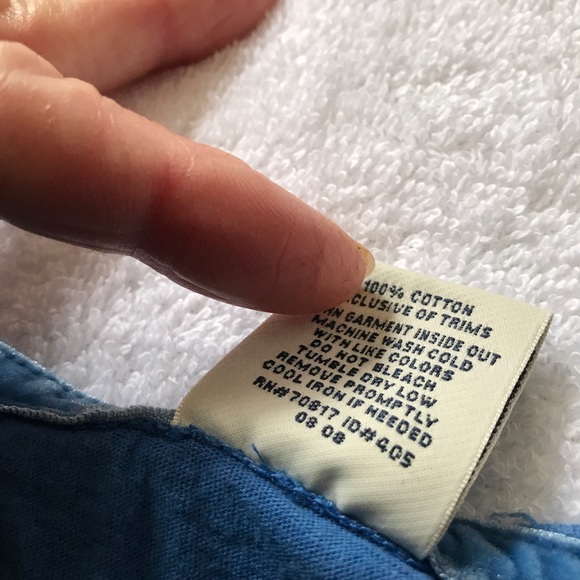 100% COTTON
CLUSIVE OF TRIMS
GARMENT INSIDE OUT
MACHINE WASH COLD
WITH LIKE COLORS
DO NOT BLEACH
TUMBLE DRY LOW
REMOVE PROMPTLY
COOL IRON IF NEEDED
RN#70817 ID#405
08 08